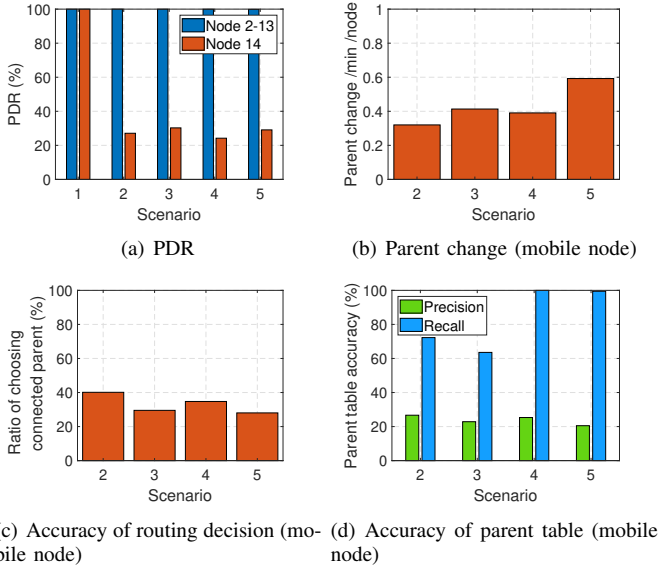 100
80
60
40
20
0
PDR (%)
Node 2-13
Node 14
1 2 3 4 5
Scenario
(a) PDR
1
0.8
0.6
0.4
0.2
0
Parent change /min /node
2 3 4 5
Scenario
(b) Parent change (mobile node)
100
80
60
40
20
0
Ratio of choosing
connected parent (%)
2 3 4 5
Scenario
(c) Accuracy of routing decision (mo-
bile node)
100
80
60
40
20
0
Parent table accuracy (%)
Precision
Recall
2 3 4 5
Scenario
(d) Accuracy of parent table (mobile
node)